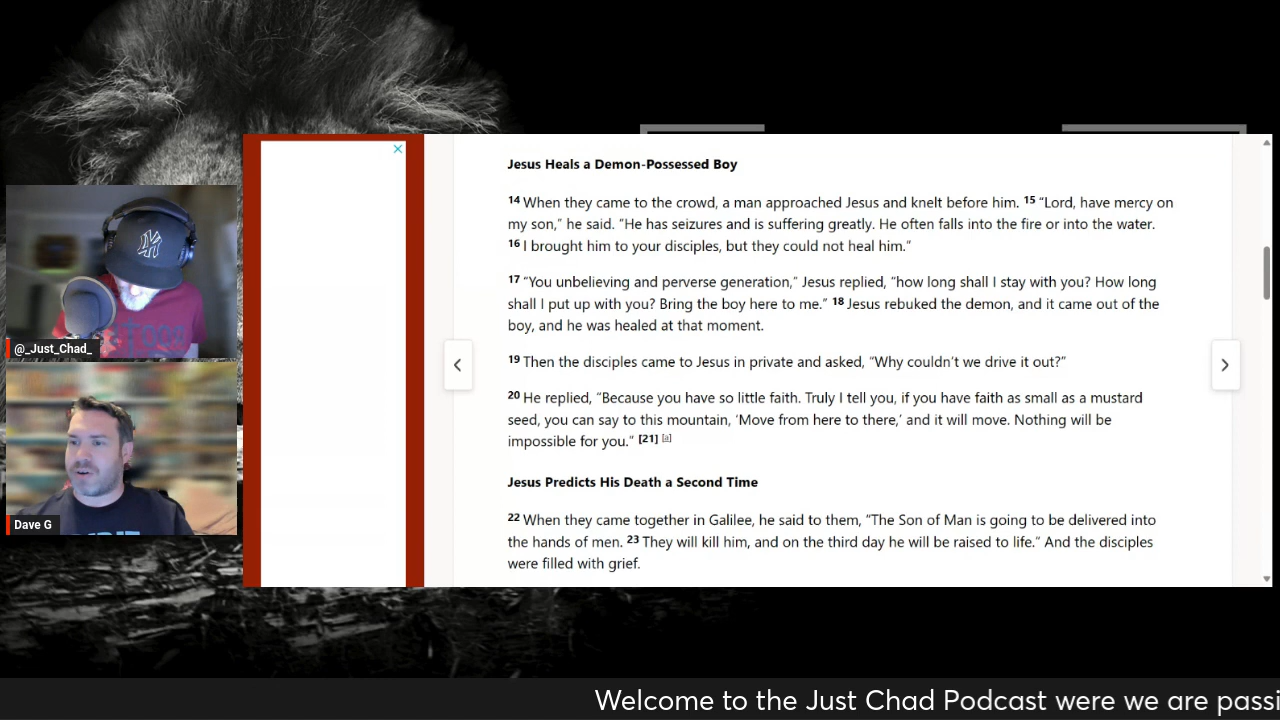 Jesus Heals a Demon-Possessed Boy
14 When they came to the crowd, a man approached Jesus and knelt before him. 15 “Lord, have mercy on
my son,” he said. “He has seizures and is suffering greatly. He often falls into the fire or into the water.
16 I brought him to your disciples, but they could not heal him.”
17 “You unbelieving and perverse generation,” Jesus replied, “how long shall I stay with you? How long
shall I put up with you? Bring the boy here to me.” 18 Jesus rebuked the demon, and it came out of the
boy, and he was healed at that moment.
19 Then the disciples came to Jesus in private and asked, “Why couldn’t we drive it out?”
20 He replied, “Because you have so little faith. Truly I tell you, if you have faith as small as a mustard
seed, you can say to this mountain, ‘Move from here to there,’ and it will move. Nothing will be
impossible for you.” [21] [a]
Jesus Predicts His Death a Second Time
22 When they came together in Galilee, he said to them, “The Son of Man is going to be delivered into
the hands of men. 23 They will kill him, and on the third day he will be raised to life.” And the disciples
were filled with grief.
@_Just_Chad_
Dave G
Welcome to the Just Chad Podcast were we are passi